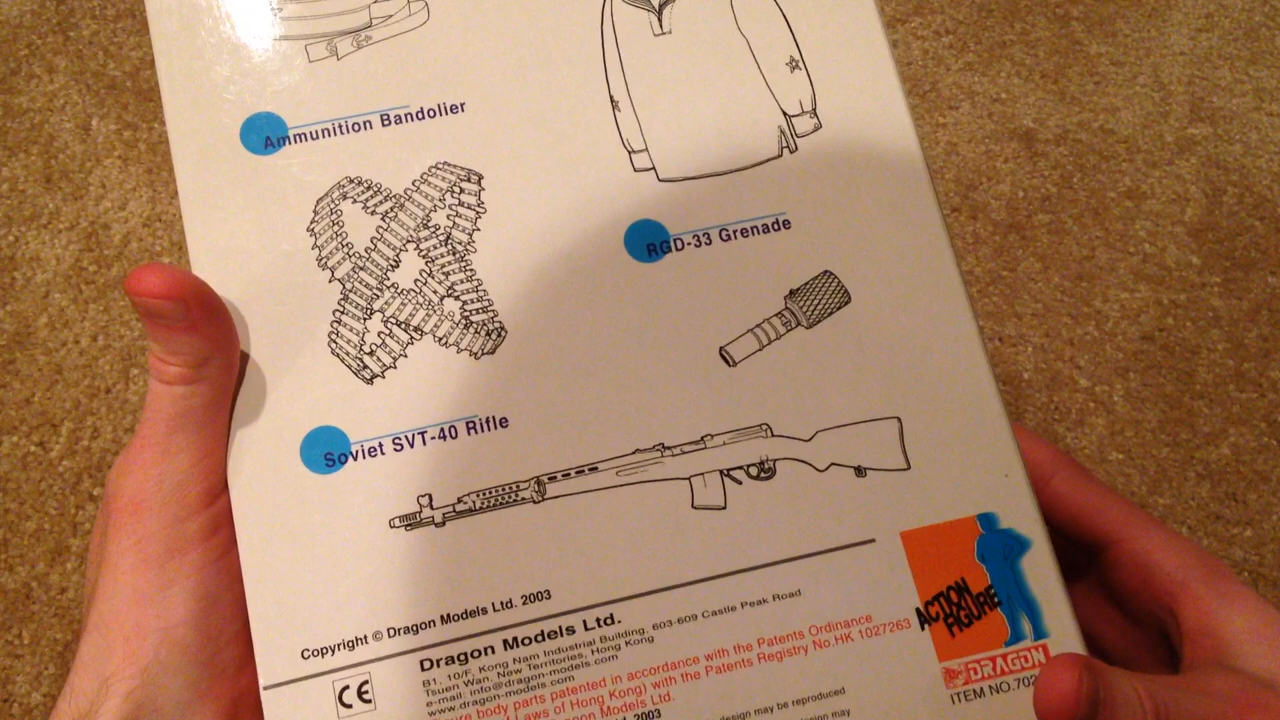 Ammunition Bandolier
RGD-33 Grenade
Soviet SVT-40 Rifle
Copyright © Dragon Models Ltd. 2003
Dragon Models Ltd.
B1, 10/F, Kong Nam Industrial Building, 603-609 Castle Peak Road
Tsuen Wan, New Territories, Hong Kong
e-mail: info@dragon-models.com
www.dragon-models.com
body parts patented in accordance with the Patents Ordinance
Laws of Hong Kong) with the Patents Registry No.HK 1027263
Models Ltd.
2003
design may be reproduced
may
CE
ACTION
FIGURE
DRAGON
ITEM NO.702